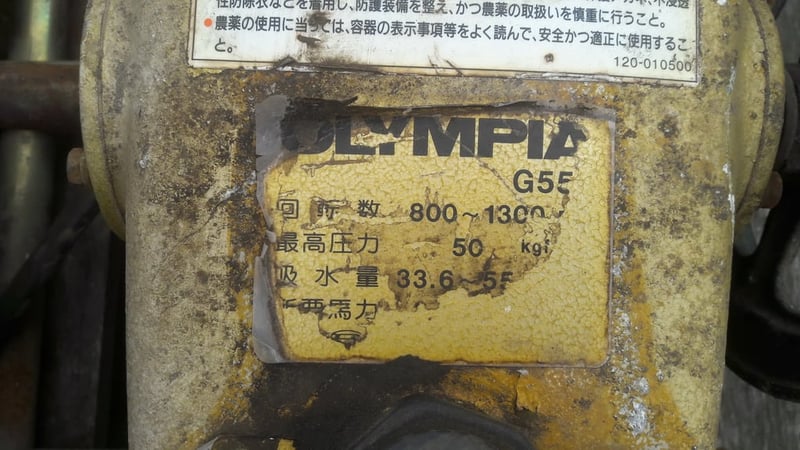 性防除衣などを着用し、防護装備を整え、かつ農薬の取扱いを慎重に行うこと。
●農薬の使用に当っては、容器の表示事項等をよく読んで、安全かつ適正に使用するこ
と。
120-010500
OLYMPIA
G55
回転数 800~1300
最高圧力 50 kgf
吸水量 33.6~55
所要馬力